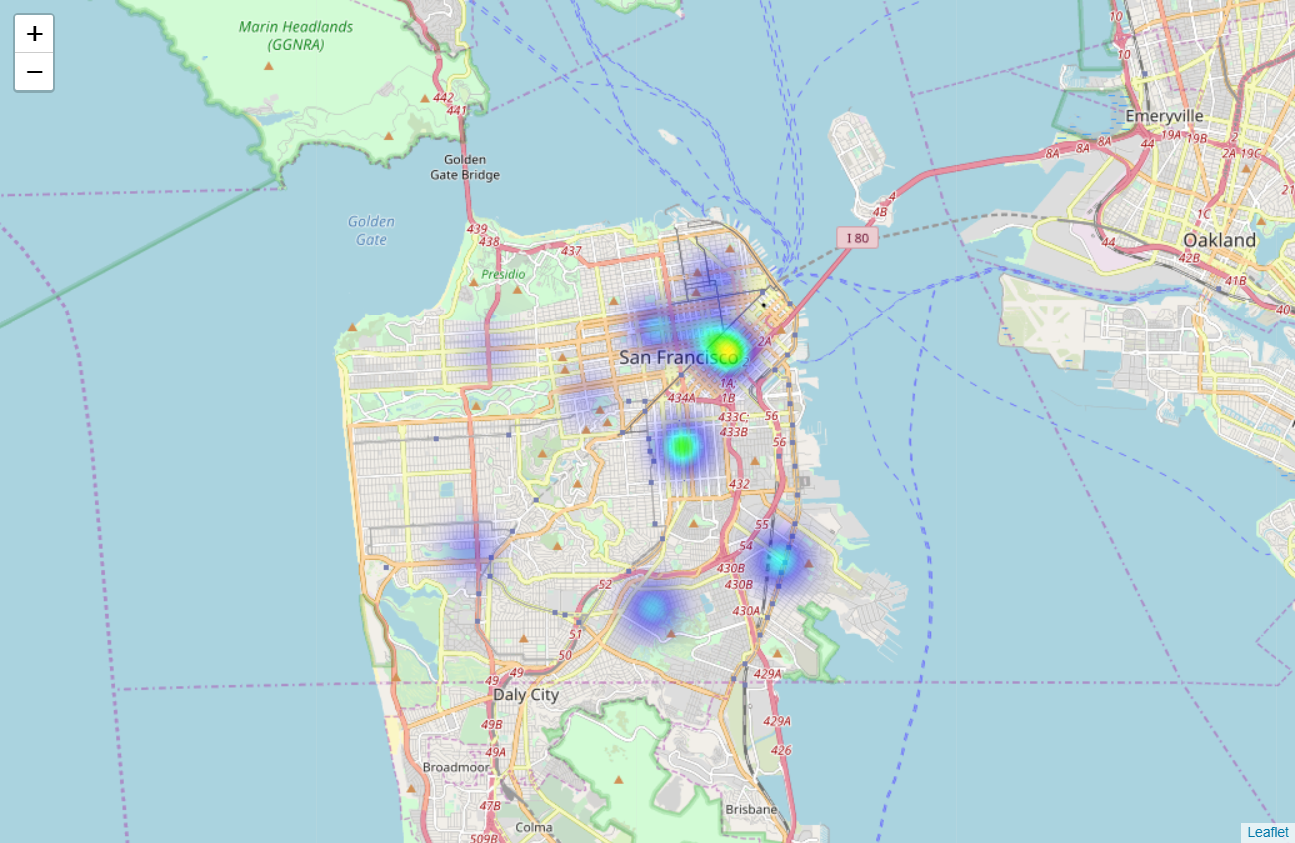 +
−
Marin Headlands
(GGNRA)
10
10
442
441
Emeryville
19A
19B
2
2A
19C
44
8A
8A
8A
21
Golden
Gate Bridge
4
4B
1C
Golden
Gate
439
438
437
I 80
44
Oakland
42B
41B
40
Presidio
2A
San Francisco
2
1A,
1B
434A
433C;
433B
56
56
432
55
54
430B
430B
52
430A
51
50
49
49
429A
Daly City
49B
429A
426
49A
Broadmoor
47B
Brisbane
Colma
509B
Leaflet